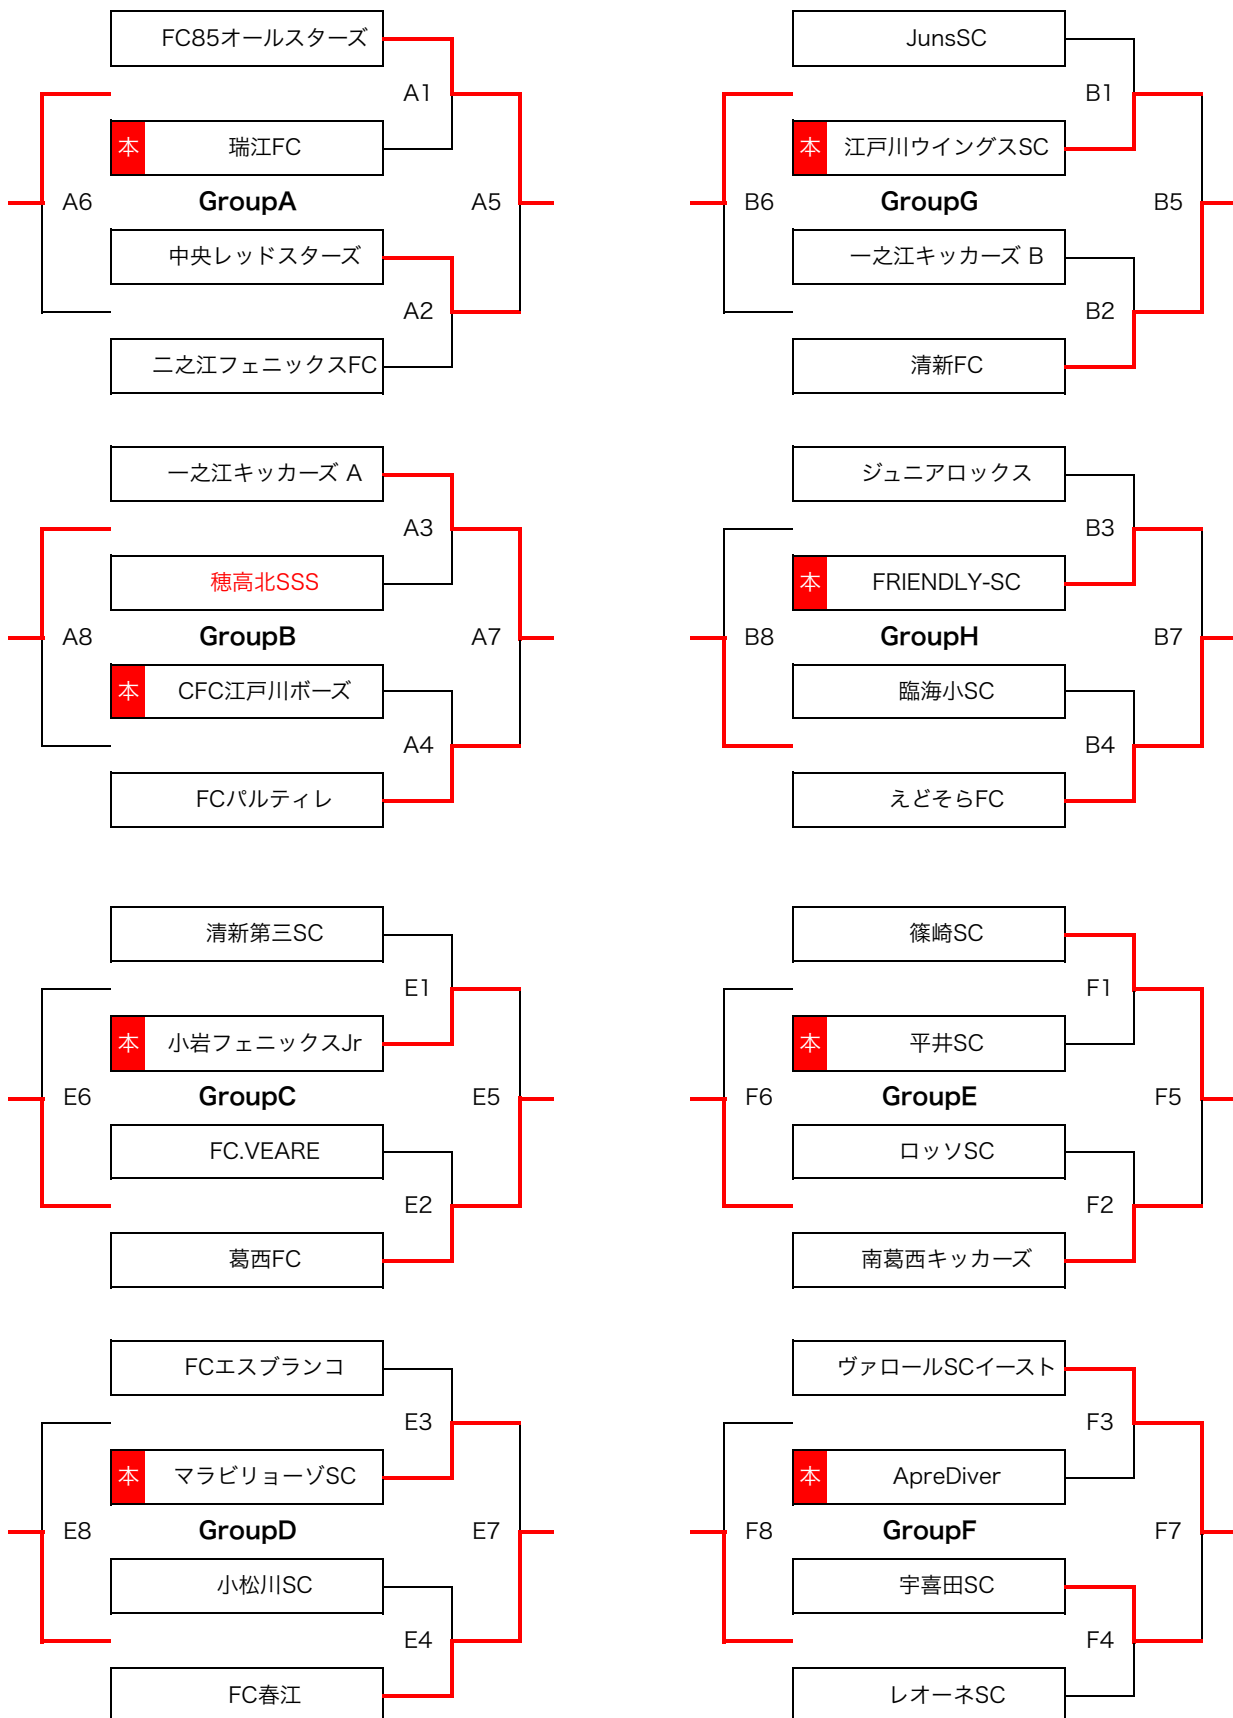 FC85オールスターズ
A1
本 瑞江FC
A6 GroupA A5
中央レッドスターズ
A2
二之江フェニックスFC
JunsSC
B1
本 江戸川ウイングスSC
B6 GroupG B5
一之江キッカーズ B
B2
清新FC
一之江キッカーズ A
A3
穂高北SSS
A8 GroupB A7
本 CFC江戸川ボーズ
A4
FCパルティレ
ジュニアロックス
B3
本 FRIENDLY-SC
B8 GroupH B7
臨海小SC
B4
えどそらFC
清新第三SC
E1
本 小岩フェニックスJr
E6 GroupC E5
FC.VEARE
E2
葛西FC
篠崎SC
F1
本 平井SC
F6 GroupE F5
ロッソSC
F2
南葛西キッカーズ
FCエスブランコ
E3
本 マラビリョーゾSC
E8 GroupD E7
小松川SC
E4
FC春江
ヴァロールSCイースト
F3
本 ApreDiver
F8 GroupF F7
宇喜田SC
F4
レオーネSC